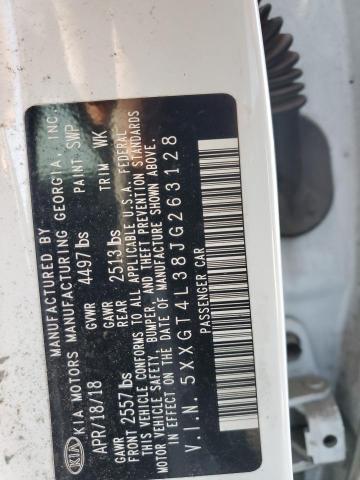 KIA
MANUFACTURED BY
KIA MOTORS MANUFACTURING GEORGIA, INC.
APR/18/18 GVWR 4497 lbs PAINT SWP
GAWR GAWR TRIM WK
FRONT 2557 lbs REAR 2513 lbs
THIS VEHICLE CONFORMS TO ALL APPLICABLE U.S.A. FEDERAL
MOTOR VEHICLE SAFETY, BUMPER, AND THEFT PREVENTION STANDARDS
IN EFFECT ON THE DATE OF MANUFACTURE SHOWN ABOVE.
V.I.N. 5XXGT4L38JG263128
PASSENGER CAR